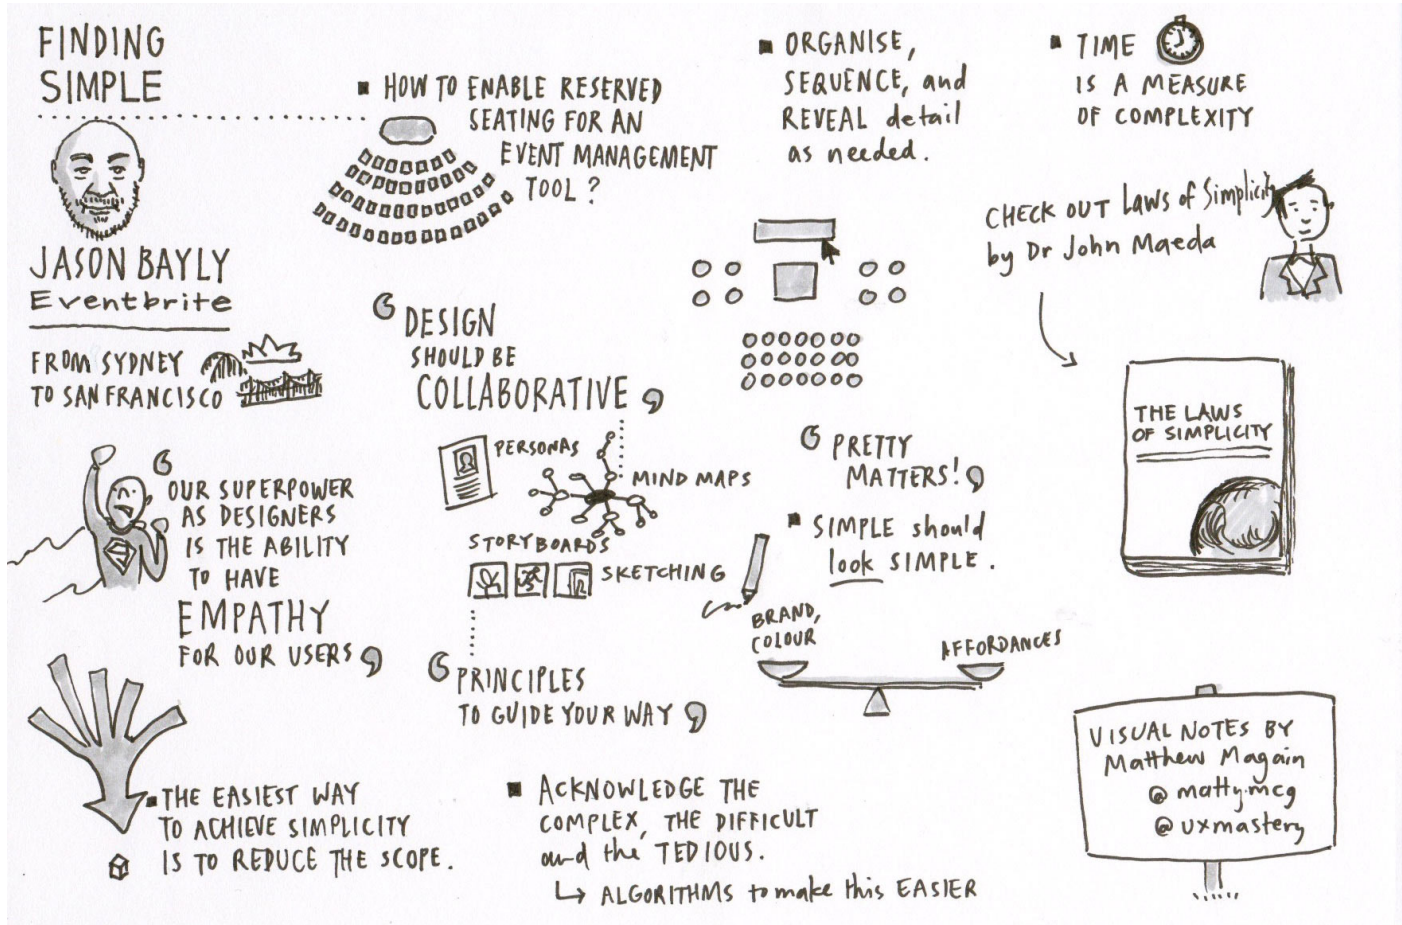 FINDING
SIMPLE
JASON BAYLY
Eventbrite
FROM SYDNEY
TO SAN FRANCISCO
OUR SUPERPOWER
AS DESIGNERS
IS THE ABILITY
TO HAVE
EMPATHY
FOR OUR USERS
THE EASIEST WAY
TO ACHIEVE SIMPLICITY
IS TO REDUCE THE SCOPE.
HOW TO ENABLE RESERVED
SEATING FOR AN
EVENT MANAGEMENT
TOOL?
DESIGN
SHOULD BE
COLLABORATIVE
PERSONAS
MIND MAPS
STORYBOARDS
SKETCHING
PRINCIPLES
TO GUIDE YOUR WAY
ACKNOWLEDGE THE
COMPLEX, THE DIFFICULT
and the TEDIOUS.
↳ ALGORITHMS to make this EASIER
ORGANISE,
SEQUENCE, and
REVEAL detail
as needed.
PRETTY
MATTERS!
SIMPLE should
look SIMPLE.
BRAND,
COLOUR
AFFORDANCES
TIME
IS A MEASURE
OF COMPLEXITY
CHECK OUT Laws of Simplicity
by Dr John Maeda
THE LAWS
OF SIMPLICITY
VISUAL NOTES BY
Matthew Magain
@mattymcg
@uxmastery